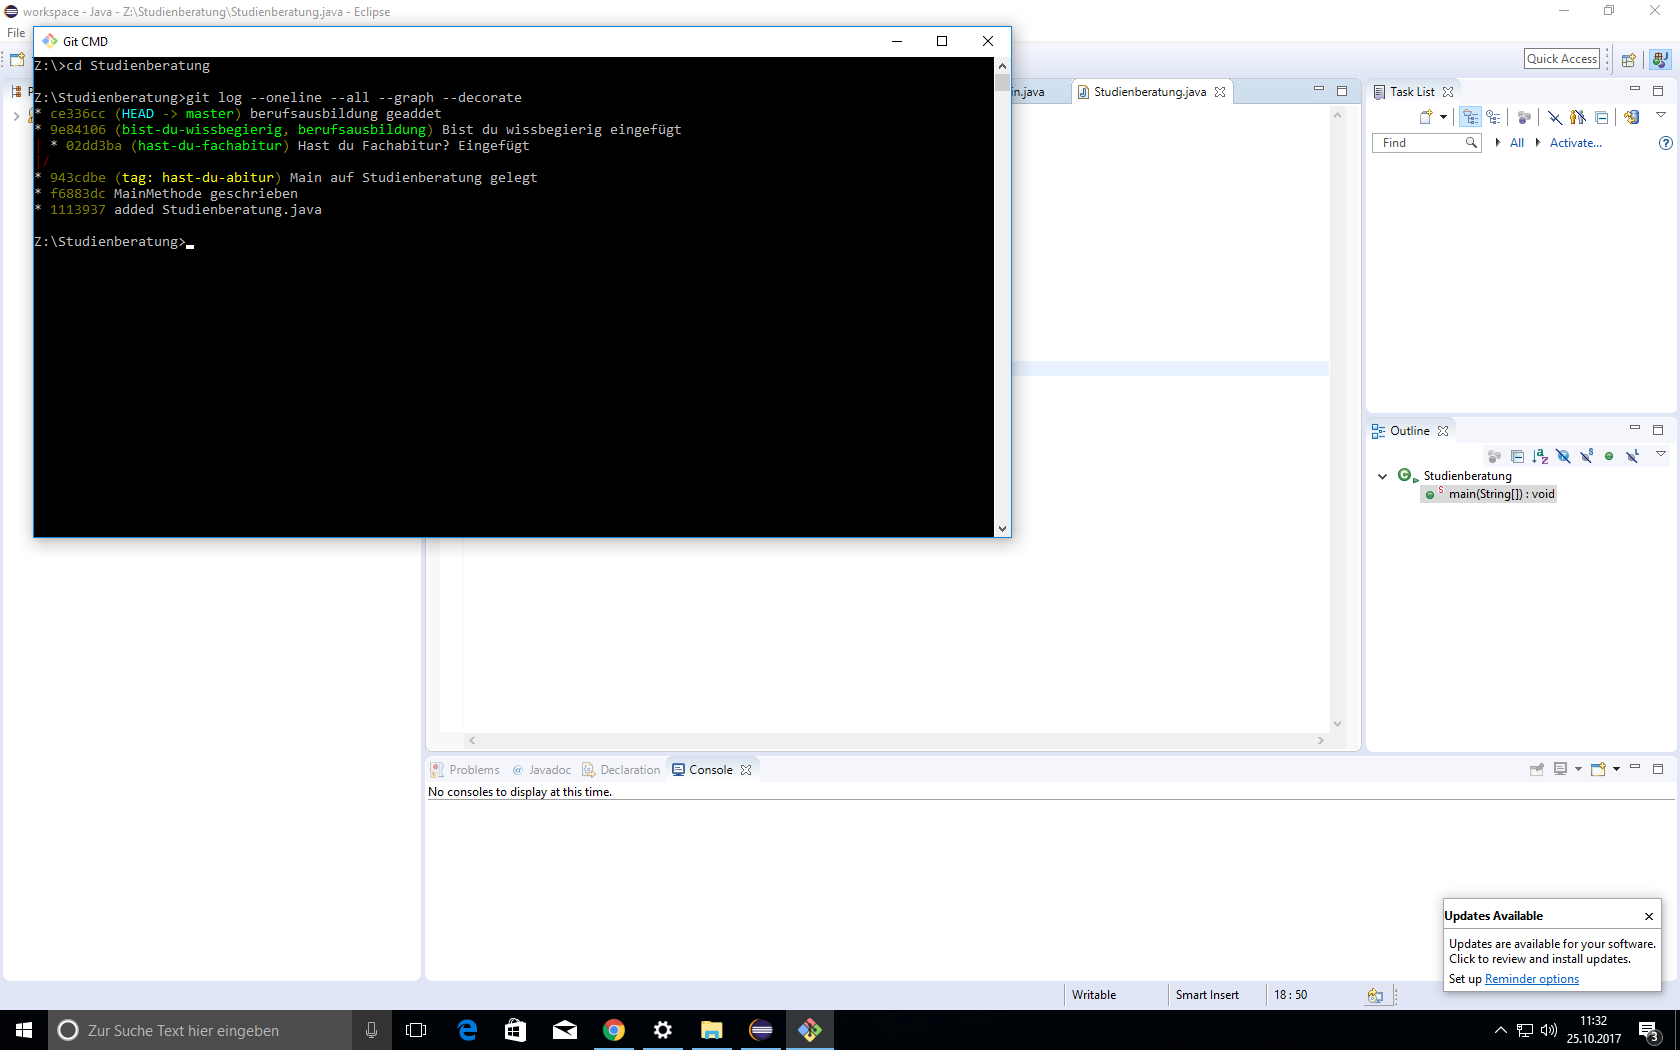 workspace - Java - Z:\Studienberatung\Studienberatung.java - Eclipse
File
Git CMD
Z:\>cd Studienberatung
Z:\Studienberatung>git log --oneline --all --graph --decorate
* ce336cc (HEAD -> master) berufsausbildung geaddet
* 9e84106 (bist-du-wissbegierig, berufsausbildung) Bist du wissbegierig eingefügt
| * 02dd3ba (hast-du-fachabitur) Hast du Fachabitur? Eingefügt
|/
* 943cdbe (tag: hast-du-abitur) Main auf Studienberatung gelegt
* f6883dc MainMethode geschrieben
* 1113937 added Studienberatung.java
Z:\Studienberatung>
Quick Access
in.java
Studienberatung.java
Task List
Find
All
Activate...
Outline
Studienberatung
main(String[]) : void
Problems
Javadoc
Declaration
Console
No consoles to display at this time.
Updates Available
Updates are available for your software.
Click to review and install updates.
Set up Reminder options
Writable
Smart Insert
18 : 50
Zur Suche Text hier eingeben
11:32
25.10.2017
3